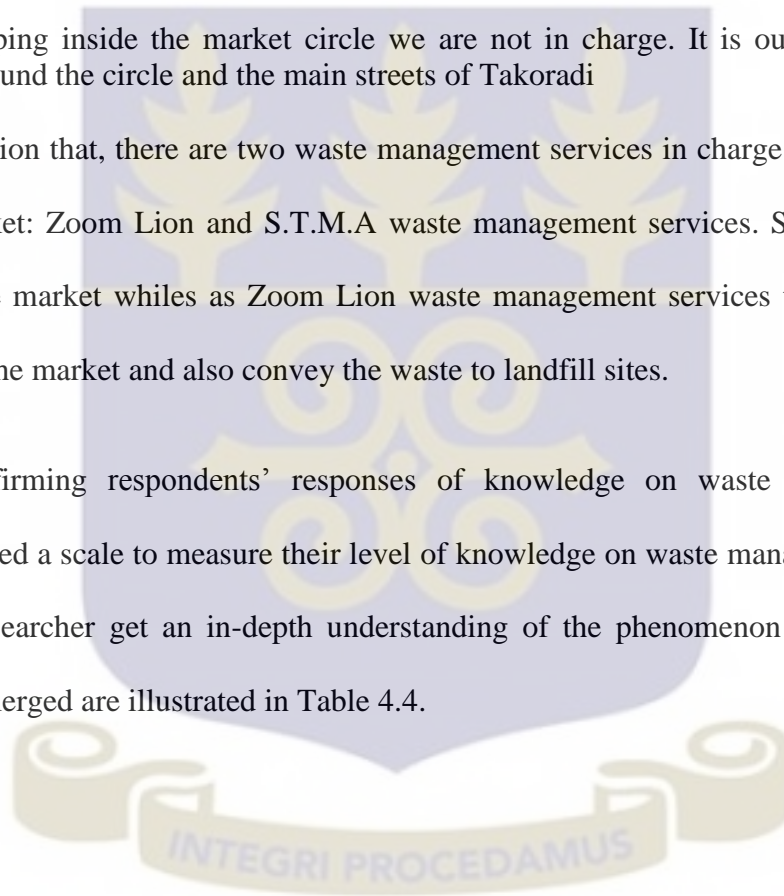 ping inside the market circle we are not in charge. It is ou
und the circle and the main streets of Takoradi
ion that, there are two waste management services in charge
ket: Zoom Lion and S.T.M.A waste management services. S
e market whiles as Zoom Lion waste management services
he market and also convey the waste to landfill sites.
firming respondents' responses of knowledge on waste
ed a scale to measure their level of knowledge on waste mana
earcher get an in-depth understanding of the phenomenon
erged are illustrated in Table 4.4.
INTEGRI PROCEDAMUS